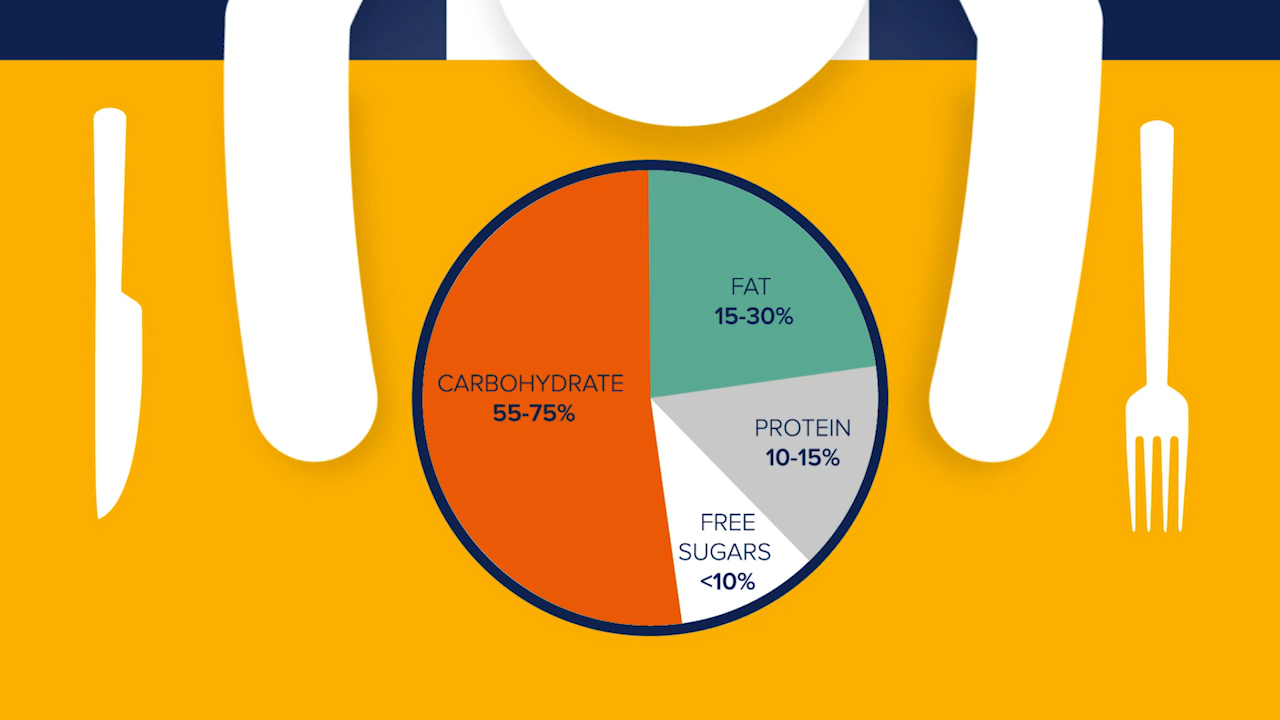 FAT
15-30%
CARBOHYDRATE
55-75%
PROTEIN
10-15%
FREE
SUGARS
<10%